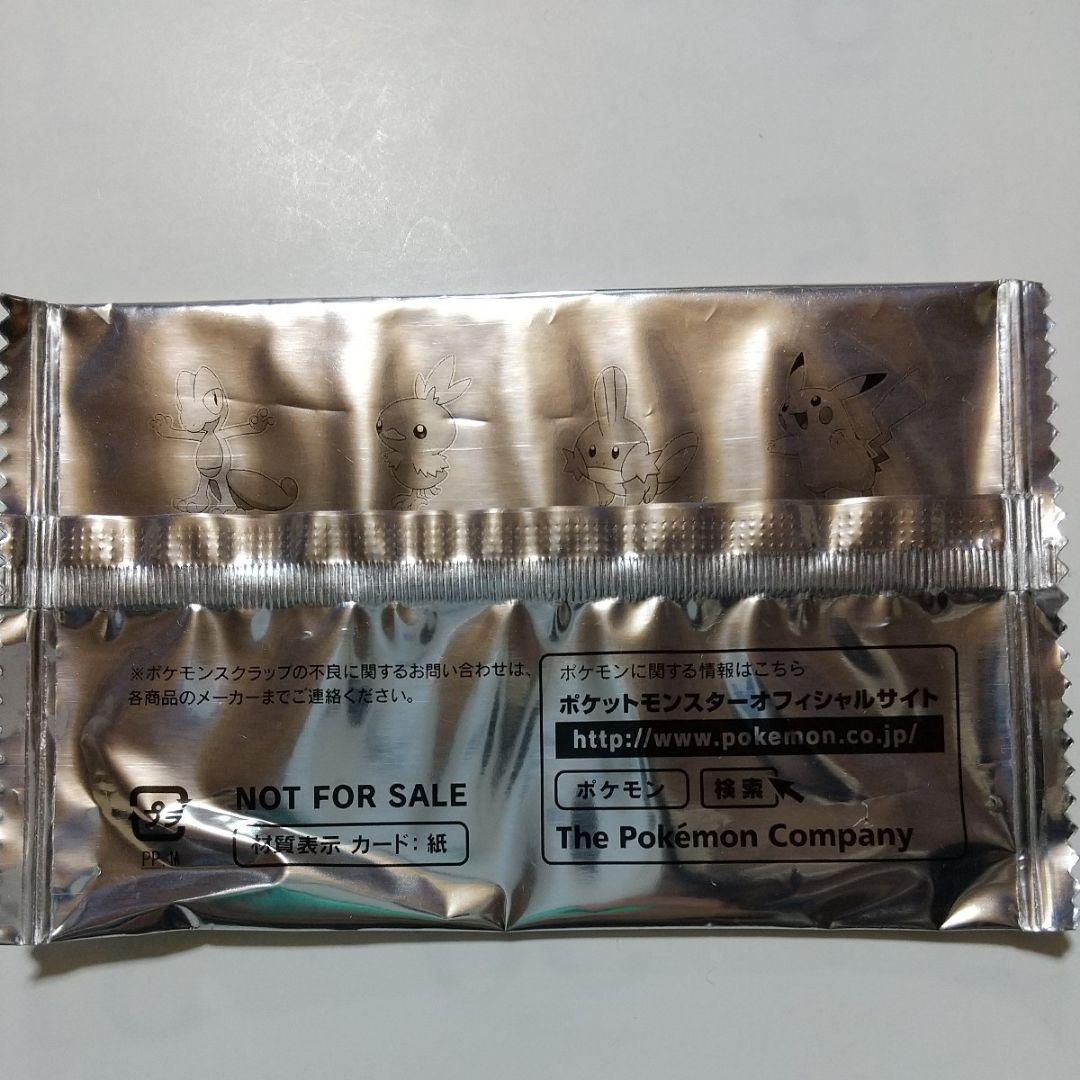 ※ポケモンスクラップの不良に関するお問い合わせは、
各商品のメーカーまでご連絡ください。
NOT FOR SALE
プラ
PP, M
材質表示 カード：紙
ポケモンに関する情報はこちら
ポケットモンスターオフィシャルサイト
http://www.pokemon.co.jp/
ポケモン 検索
The Pokémon Company